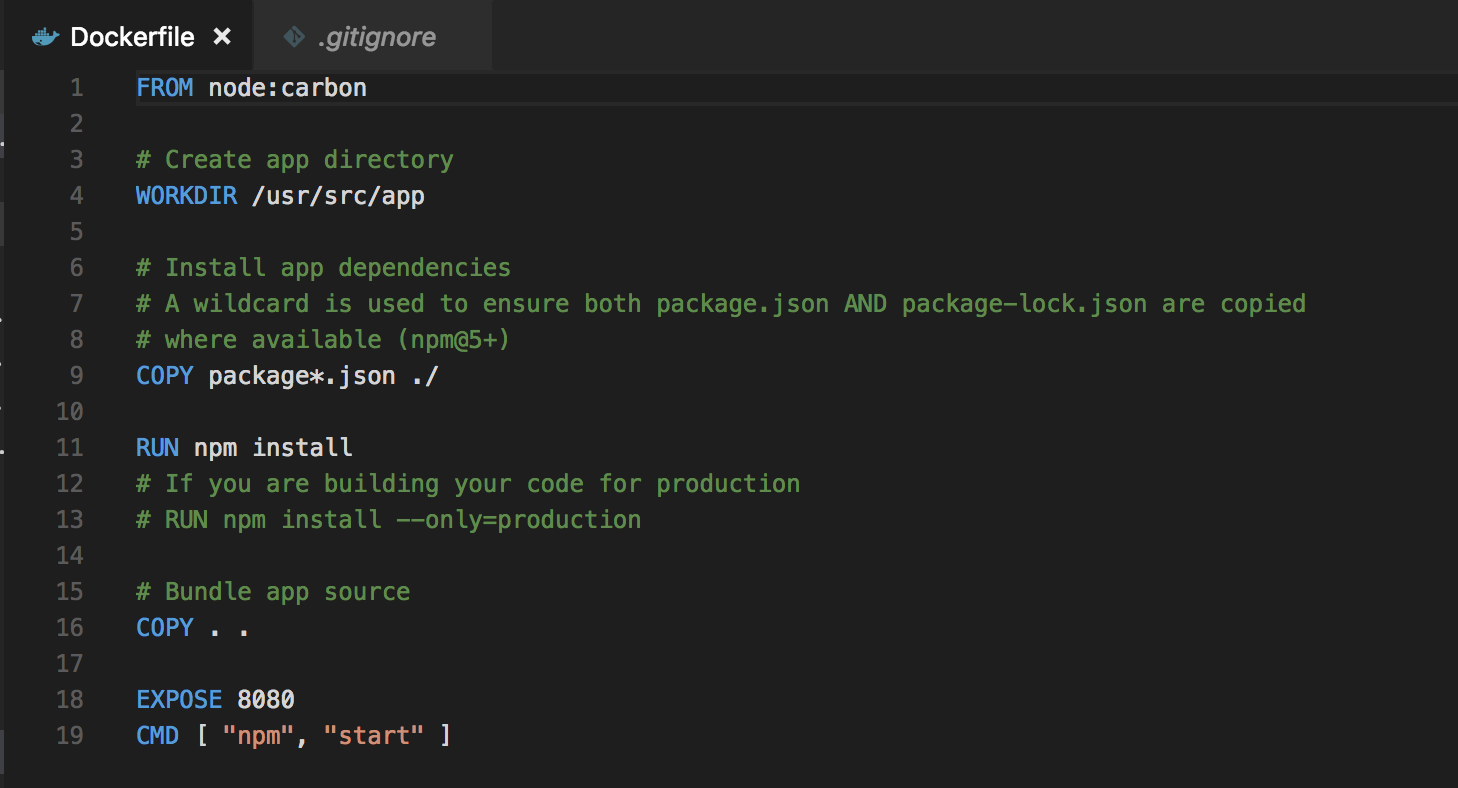 Dockerfile ×
.gitignore
1 FROM node:carbon
2
3 # Create app directory
4 WORKDIR /usr/src/app
5
6 # Install app dependencies
7 # A wildcard is used to ensure both package.json AND package-lock.json are copied
8 # where available (npm@5+)
9 COPY package*.json ./
10
11 RUN npm install
12 # If you are building your code for production
13 # RUN npm install --only=production
14
15 # Bundle app source
16 COPY . .
17
18 EXPOSE 8080
19 CMD [ "npm", "start" ]